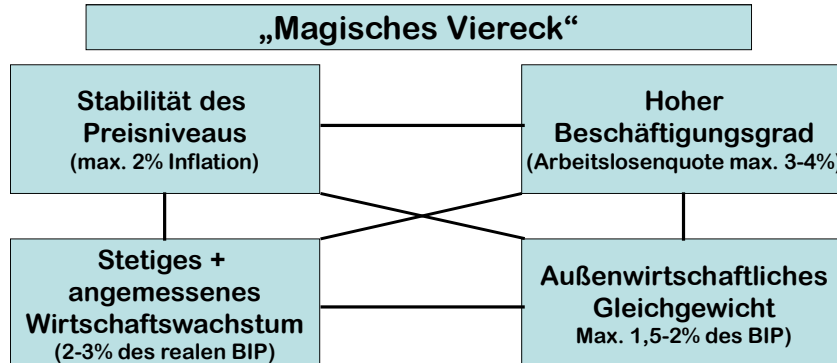 „Magisches Viereck“
Stabilität des
Preisniveaus
(max. 2% Inflation)
Hoher
Beschäftigungsgrad
(Arbeitslosenquote max. 3-4%)
Stetiges +
angemessenes
Wirtschaftswachstum
(2-3% des realen BIP)
Außenwirtschaftliches
Gleichgewicht
Max. 1,5-2% des BIP)